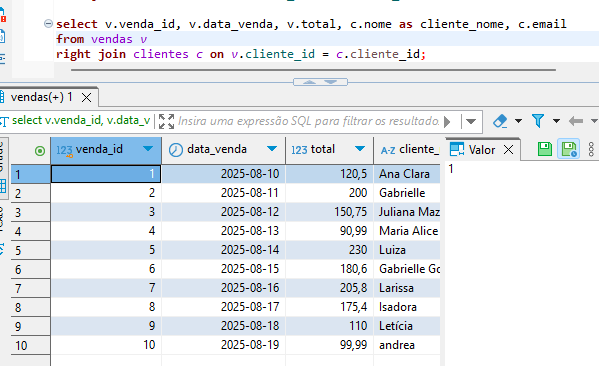 select v.venda_id, v.data_venda, v.total, c.nome as cliente_nome, c.email
from vendas v
right join clientes c on v.cliente_id = c.cliente_id;
vendas(+) 1
select v.venda_id, v.data_v
Insira uma expressão SQL para filtrar os resultado
123 venda_id data_venda 123 total A-Z cliente_ Valor
1 1 2025-08-10 120,5 Ana Clara 1
2 2 2025-08-11 200 Gabrielle
3 3 2025-08-12 150,75 Juliana Maz
4 4 2025-08-13 90,99 Maria Alice
5 5 2025-08-14 230 Luiza
6 6 2025-08-15 180,6 Gabrielle Go
7 7 2025-08-16 205,8 Larissa
8 8 2025-08-17 175,4 Isadora
9 9 2025-08-18 110 Letícia
10 10 2025-08-19 99,99 andrea